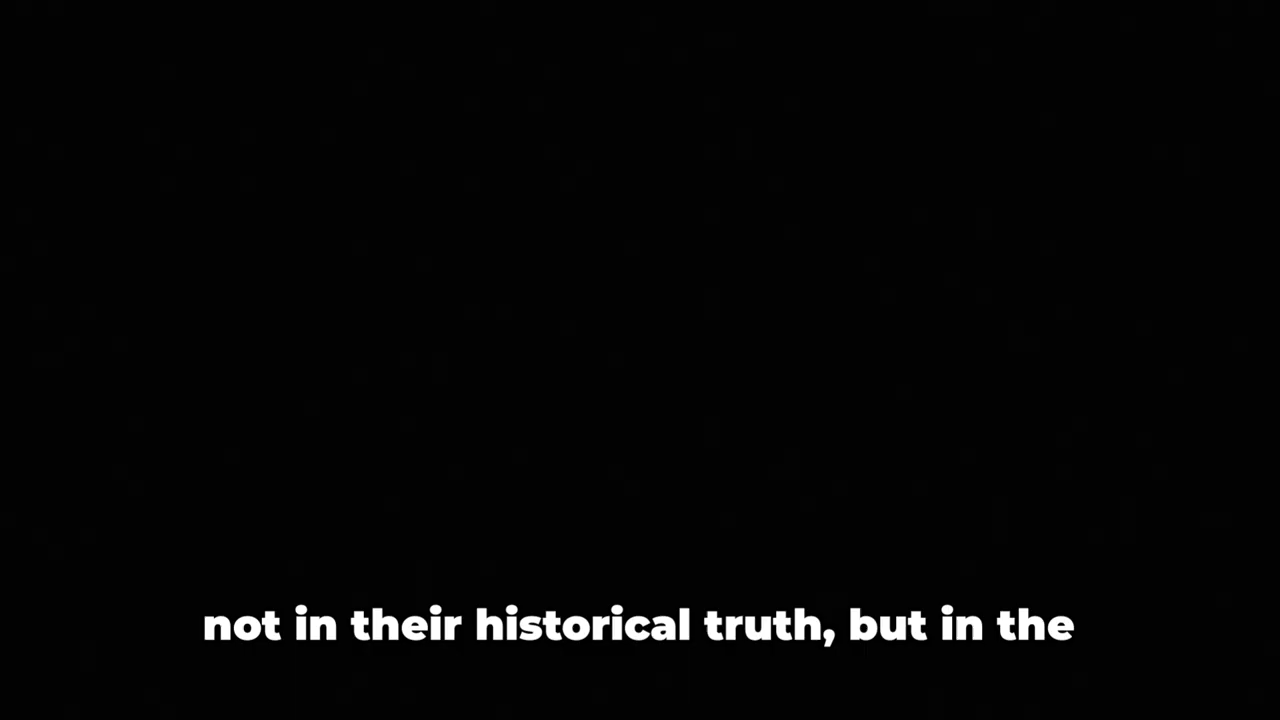 not in their historical truth, but in the